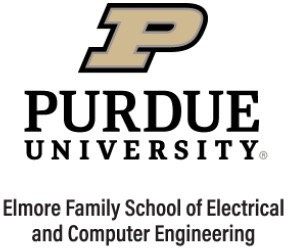 P
PURDUE
UNIVERSITY®
Elmore Family School of Electrical
and Computer Engineering